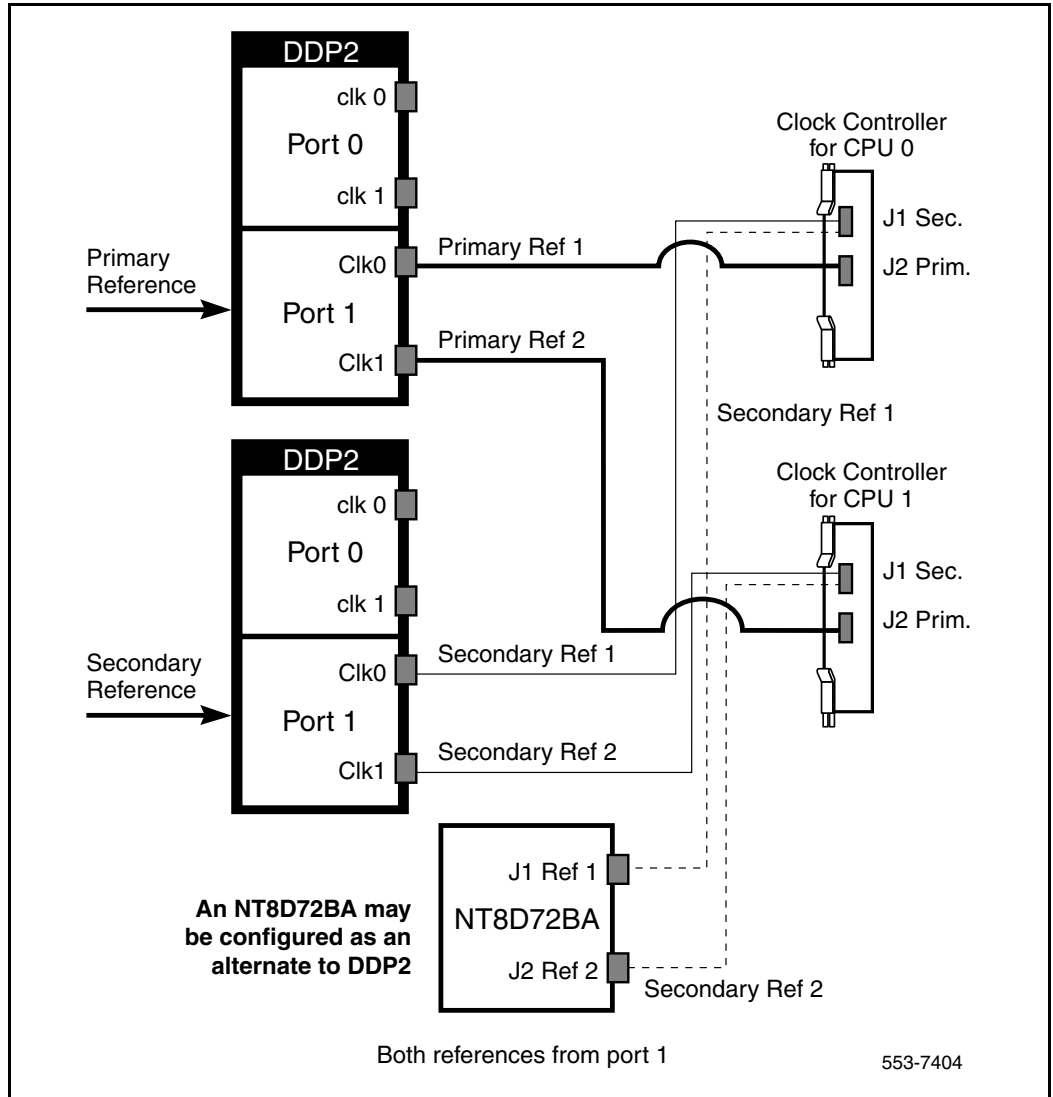 DDP2
clk 0
Port 0
clk 1
Primary
Reference
Clk0
Port 1
Clk1
Primary Ref 1
Primary Ref 2
Clock Controller
for CPU 0
J1 Sec.
J2 Prim.
Secondary Ref 1
DDP2
clk 0
Port 0
clk 1
Secondary
Reference
Clk0
Port 1
Clk1
Secondary Ref 1
Secondary Ref 2
Clock Controller
for CPU 1
J1 Sec.
J2 Prim.
J1 Ref 1
NT8D72BA
J2 Ref 2
Secondary Ref 2
An NT8D72BA may
be configured as an
alternate to DDP2
Both references from port 1
553-7404